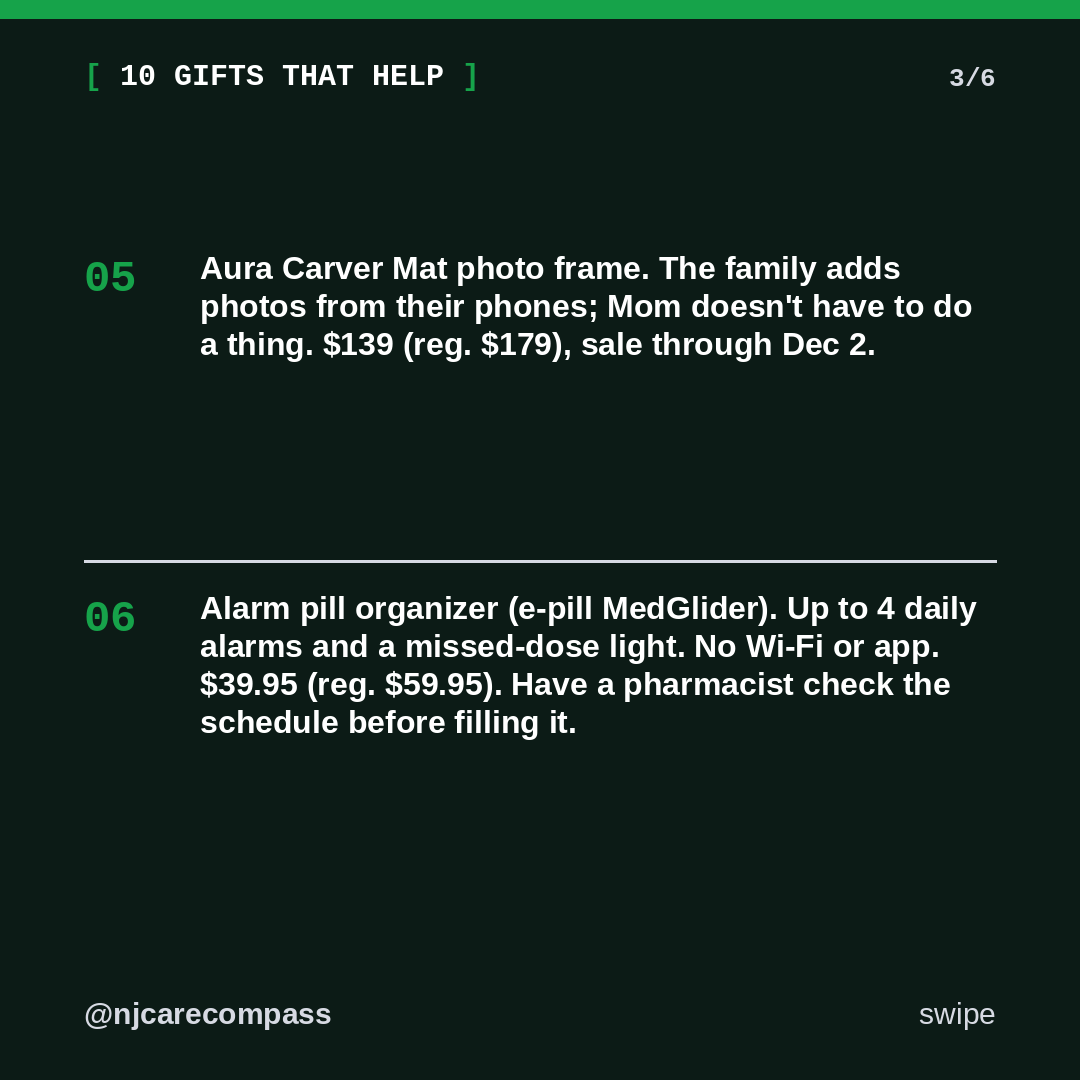 [ 10 GIFTS THAT HELP ]
3/6
05
Aura Carver Mat photo frame. The family adds
photos from their phones; Mom doesn't have to do
a thing. $139 (reg. $179), sale through Dec 2.
06
Alarm pill organizer (e-pill MedGlider). Up to 4 daily
alarms and a missed-dose light. No Wi-Fi or app.
$39.95 (reg. $59.95). Have a pharmacist check the
schedule before filling it.
@njcarecompass
swipe